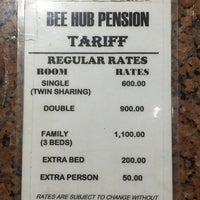 BEE HUB PENSION
TARIFF
REGULAR RATES
ROOM RATES
SINGLE 600.00
(TWIN SHARING)
DOUBLE 900.00
FAMILY 1,100.00
(3 BEDS)
EXTRA BED 200.00
EXTRA PERSON 50.00
RATES ARE SUBJECT TO CHANGE WITHOUT